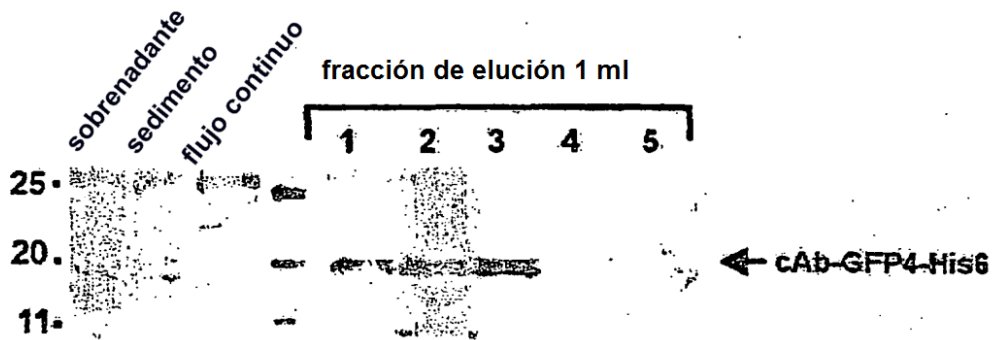 sobrenadante
sedimento
flujo continuo
fracción de elución 1 ml
1 2 3 4 5
25
20
11
cAb-GFP4-His6